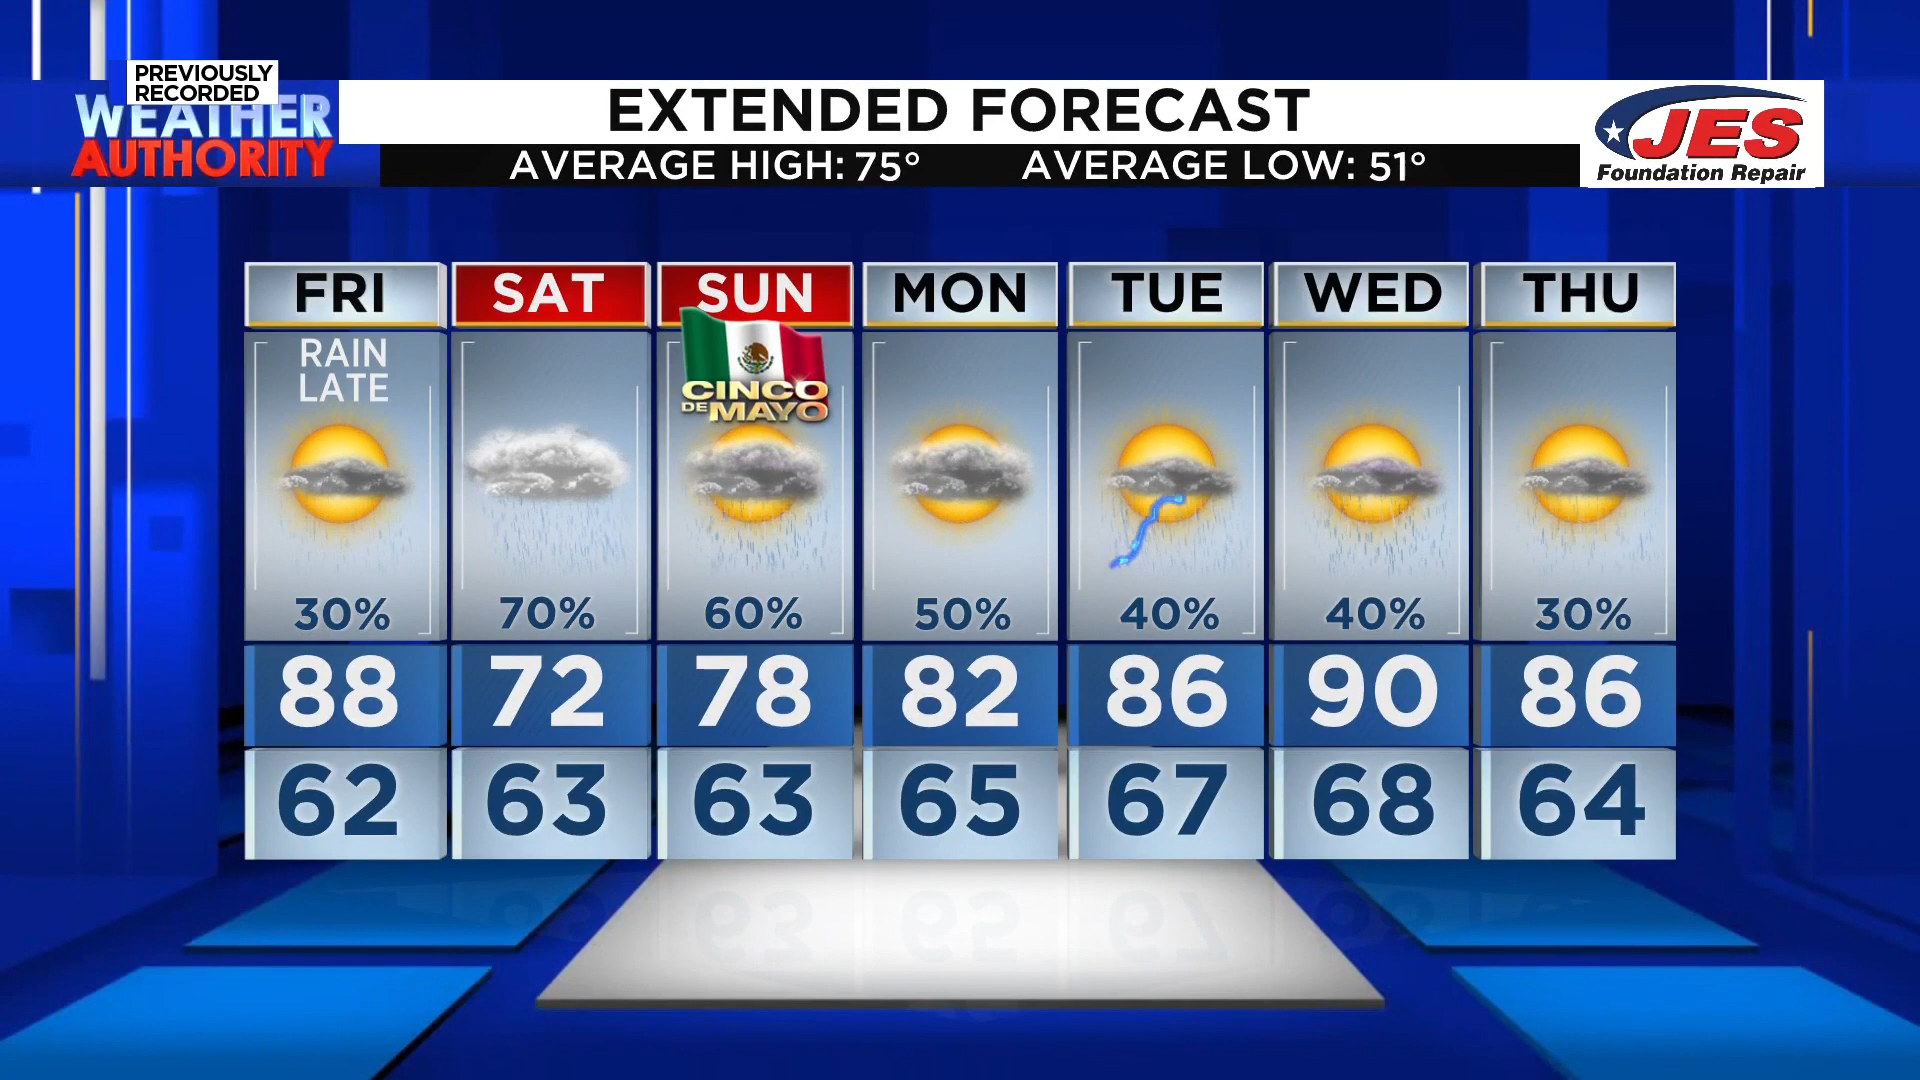 PREVIOUSLY
RECORDED
WEATHER
AUTHORITY
EXTENDED FORECAST
AVERAGE HIGH: 75° AVERAGE LOW: 51°
JES
Foundation Repair
FRI SAT SUN MON TUE WED THU
RAIN
LATE
CINCO
DE MAYO
30% 70% 60% 50% 40% 40% 30%
88 72 78 82 86 90 86
62 63 63 65 67 68 64